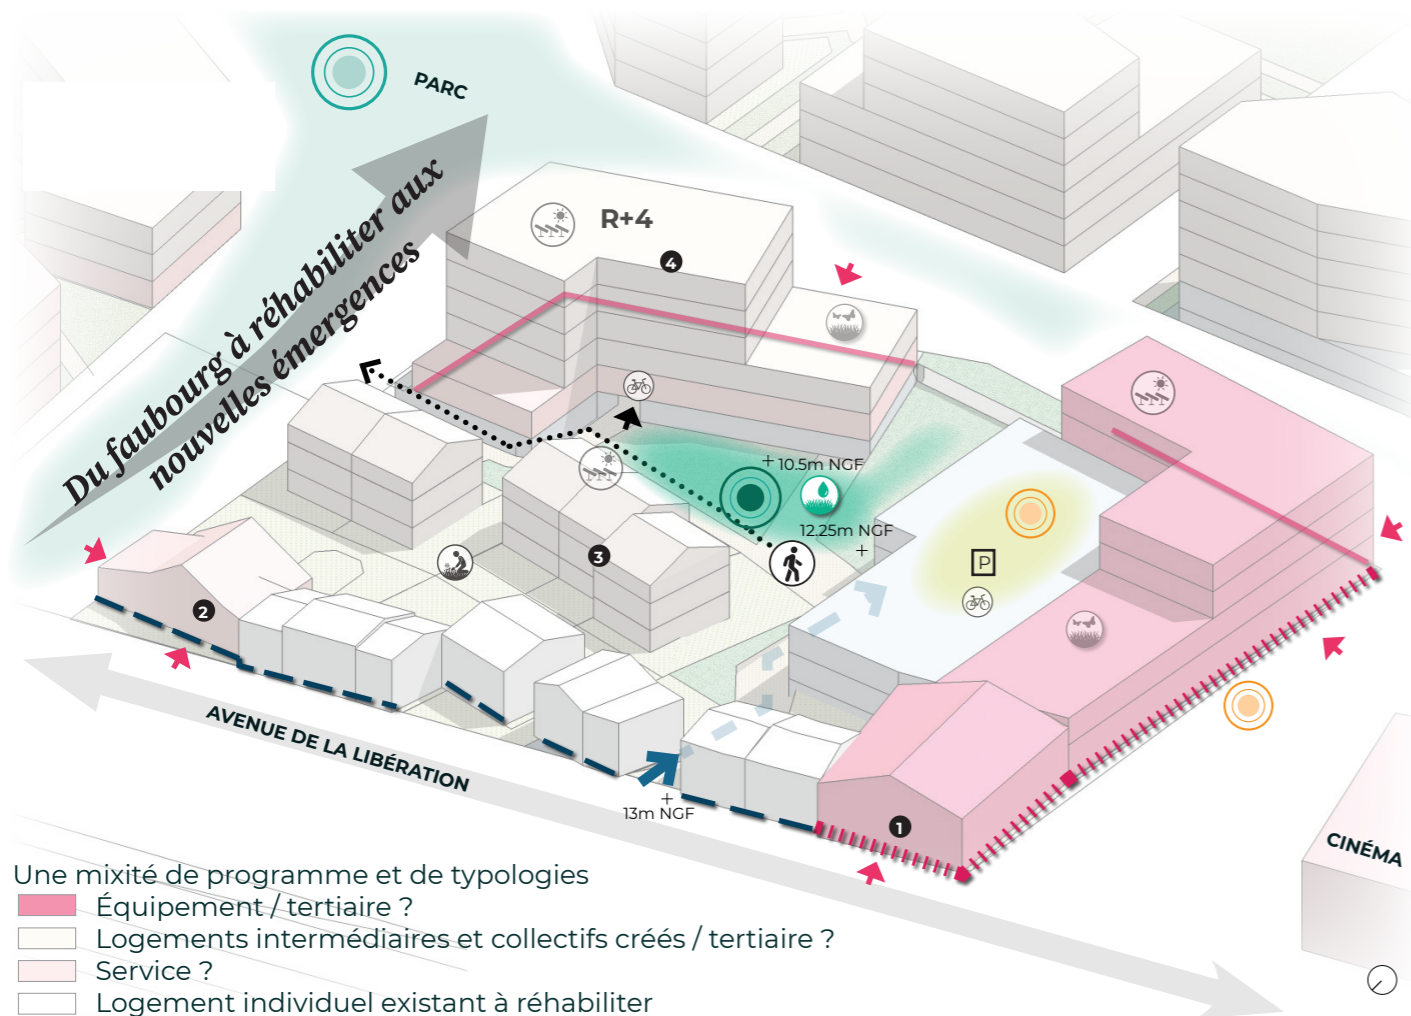 PARC
Du faubourg à réhabiliter aux
nouvelles émergences
R+4
4
10.5m NGF
12.25m NGF
P
3
2
AVENUE DE LA LIBÉRATION
13m NGF
1
CINÉMA
Une mixité de programme et de typologies
Équipement / tertiaire ?
Logements intermédiaires et collectifs créés / tertiaire ?
Service ?
Logement individuel existant à réhabiliter